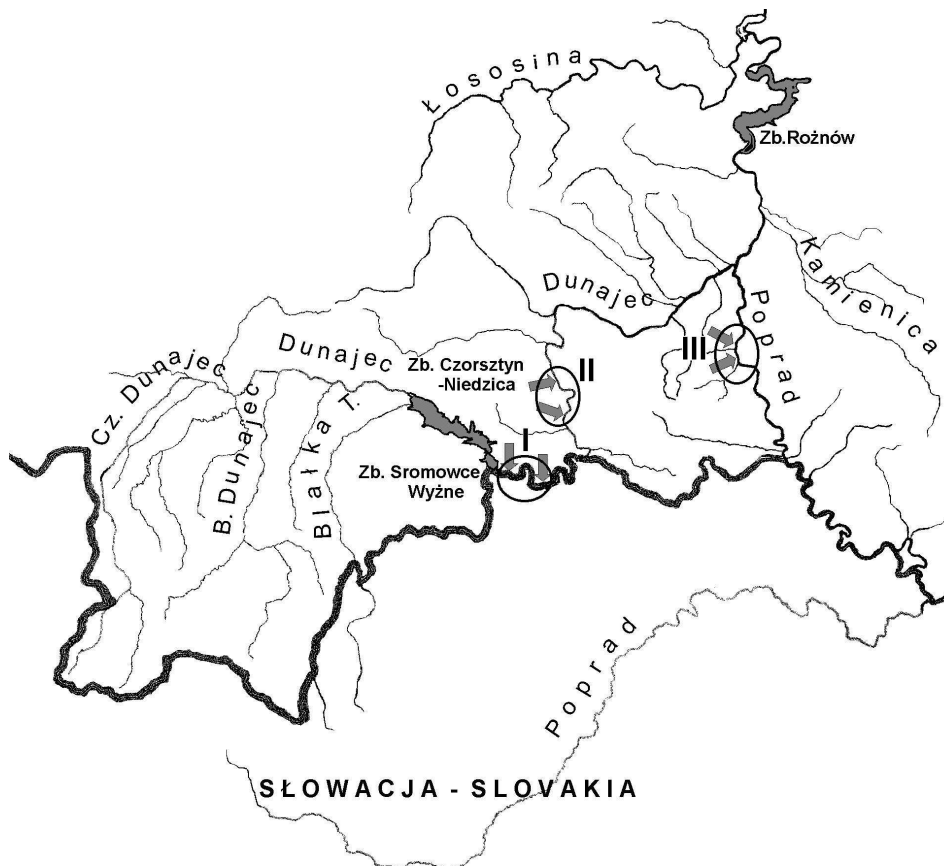 Łososina
Zb.Rożnów
Kamienica
Dunajec
Poprad
III
Dunajec
Zb. Czorsztyn
-Niedzica
II
Cz. Dunajec
B. Dunajec
Białka T.
I
Zb. Sromowce
Wyżne
Poprad
SŁOWACJA - SLOVAKIA